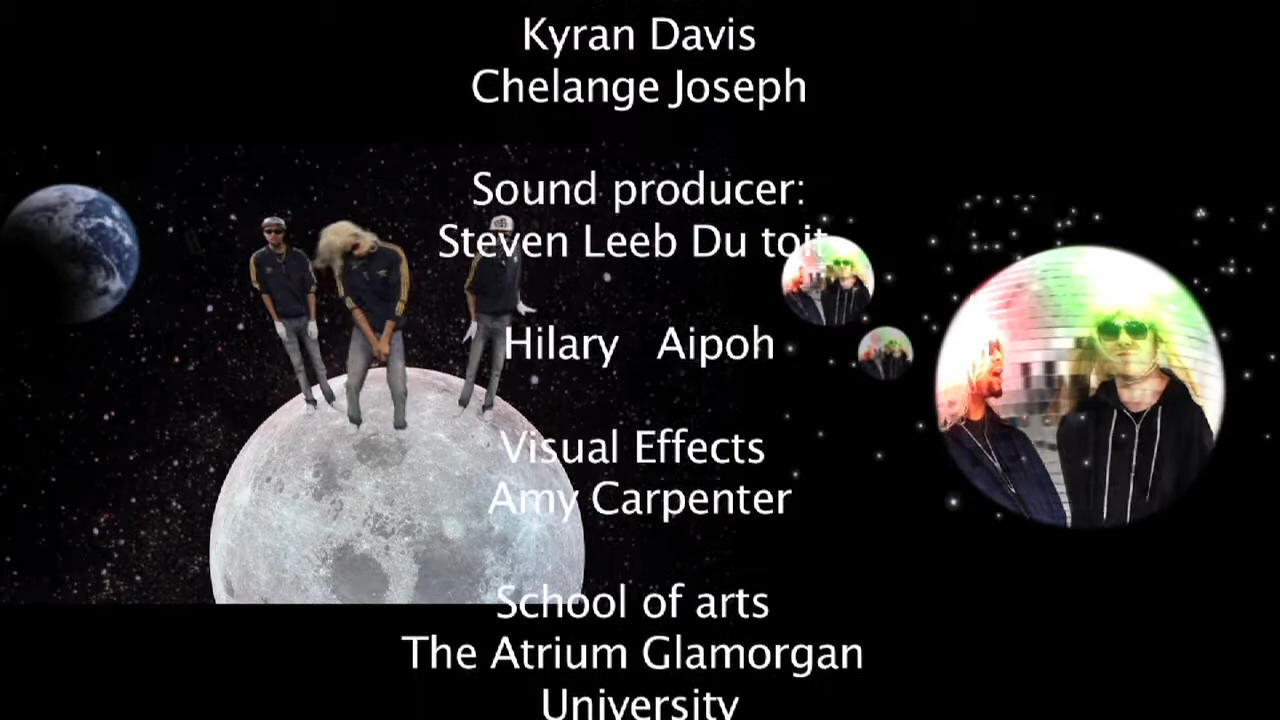 Kyran Davis
Chelange Joseph
Sound producer:
Steven Leeb Du toit
Hilary Aipoh
Visual Effects
Amy Carpenter
School of arts
The Atrium Glamorgan
University